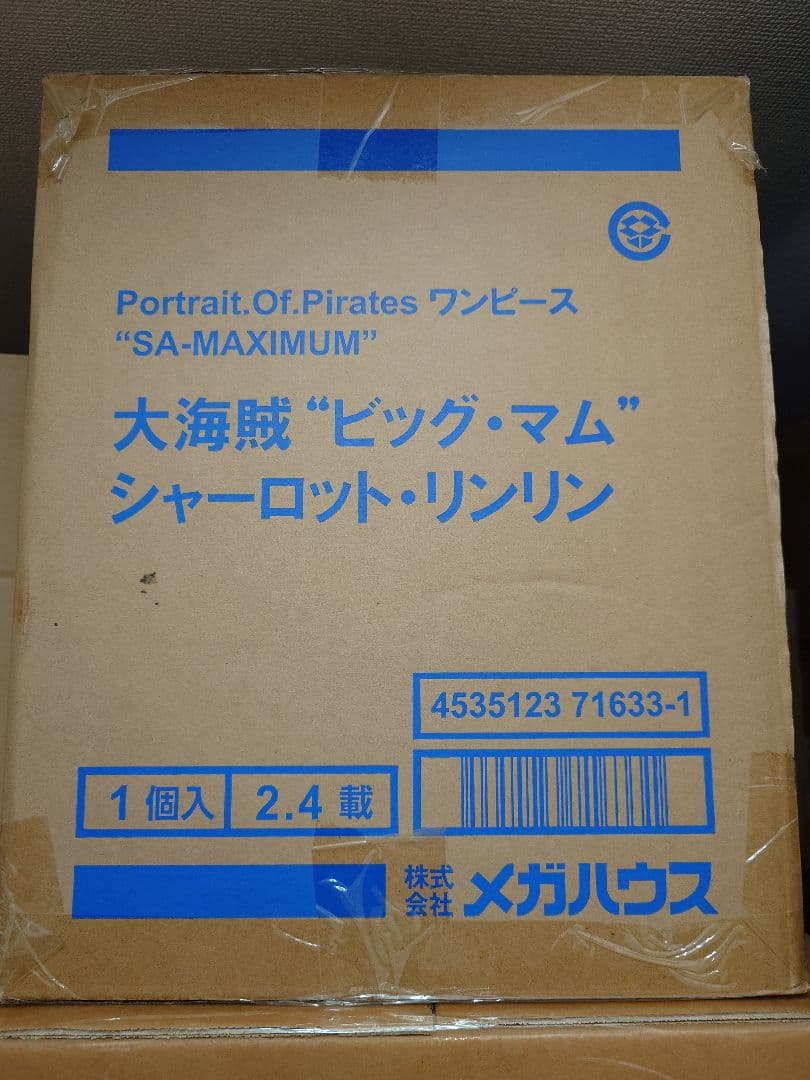 Portrait.Of.Pirates ワンピース
“SA-MAXIMUM”
大海賊“ビッグ・マム”
シャーロット・リンリン
4535123 71633-1
1 個入 2.4 載
株式会社 メガハウス